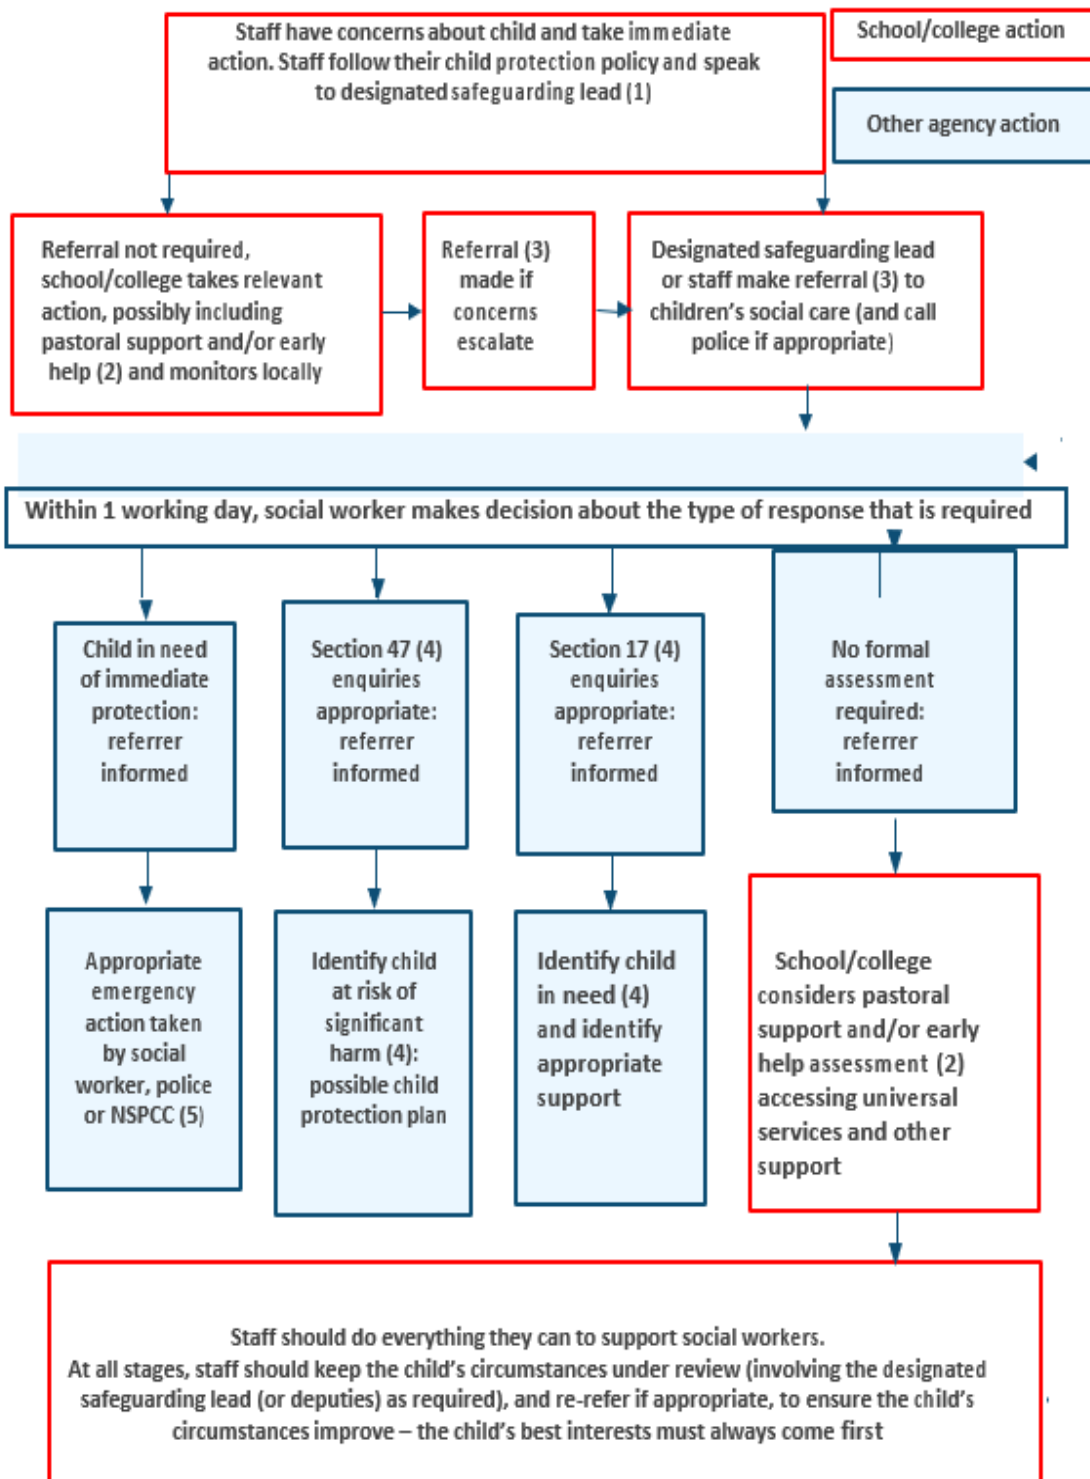 Staff have concerns about child and take immediate
action. Staff follow their child protection policy and speak
to designated safeguarding lead (1)
School/college action
Other agency action
Referral not required,
school/college takes relevant
action, possibly including
pastoral support and/or early
help (2) and monitors locally
Referral (3)
made if
concerns
escalate
Designated safeguarding lead
or staff make referral (3) to
children's social care (and call
police if appropriate)
Within 1 working day, social worker makes decision about the type of response that is required
Child in need
of immediate
protection:
referrer
informed
Section 47 (4)
enquiries
appropriate:
referrer
informed
Section 17 (4)
enquiries
appropriate:
referrer
informed
No formal
assessment
required:
referrer
informed
Appropriate
emergency
action taken
by social
worker, police
or NSPCC (5)
Identify child
at risk of
significant
harm (4):
possible child
protection plan
Identify child
in need (4)
and identify
appropriate
support
School/college
considers pastoral
support and/or early
help assessment (2)
accessing universal
services and other
support
Staff should do everything they can to support social workers.
At all stages, staff should keep the child's circumstances under review (involving the designated
safeguarding lead (or deputies) as required), and re-refer if appropriate, to ensure the child's
circumstances improve – the child's best interests must always come first